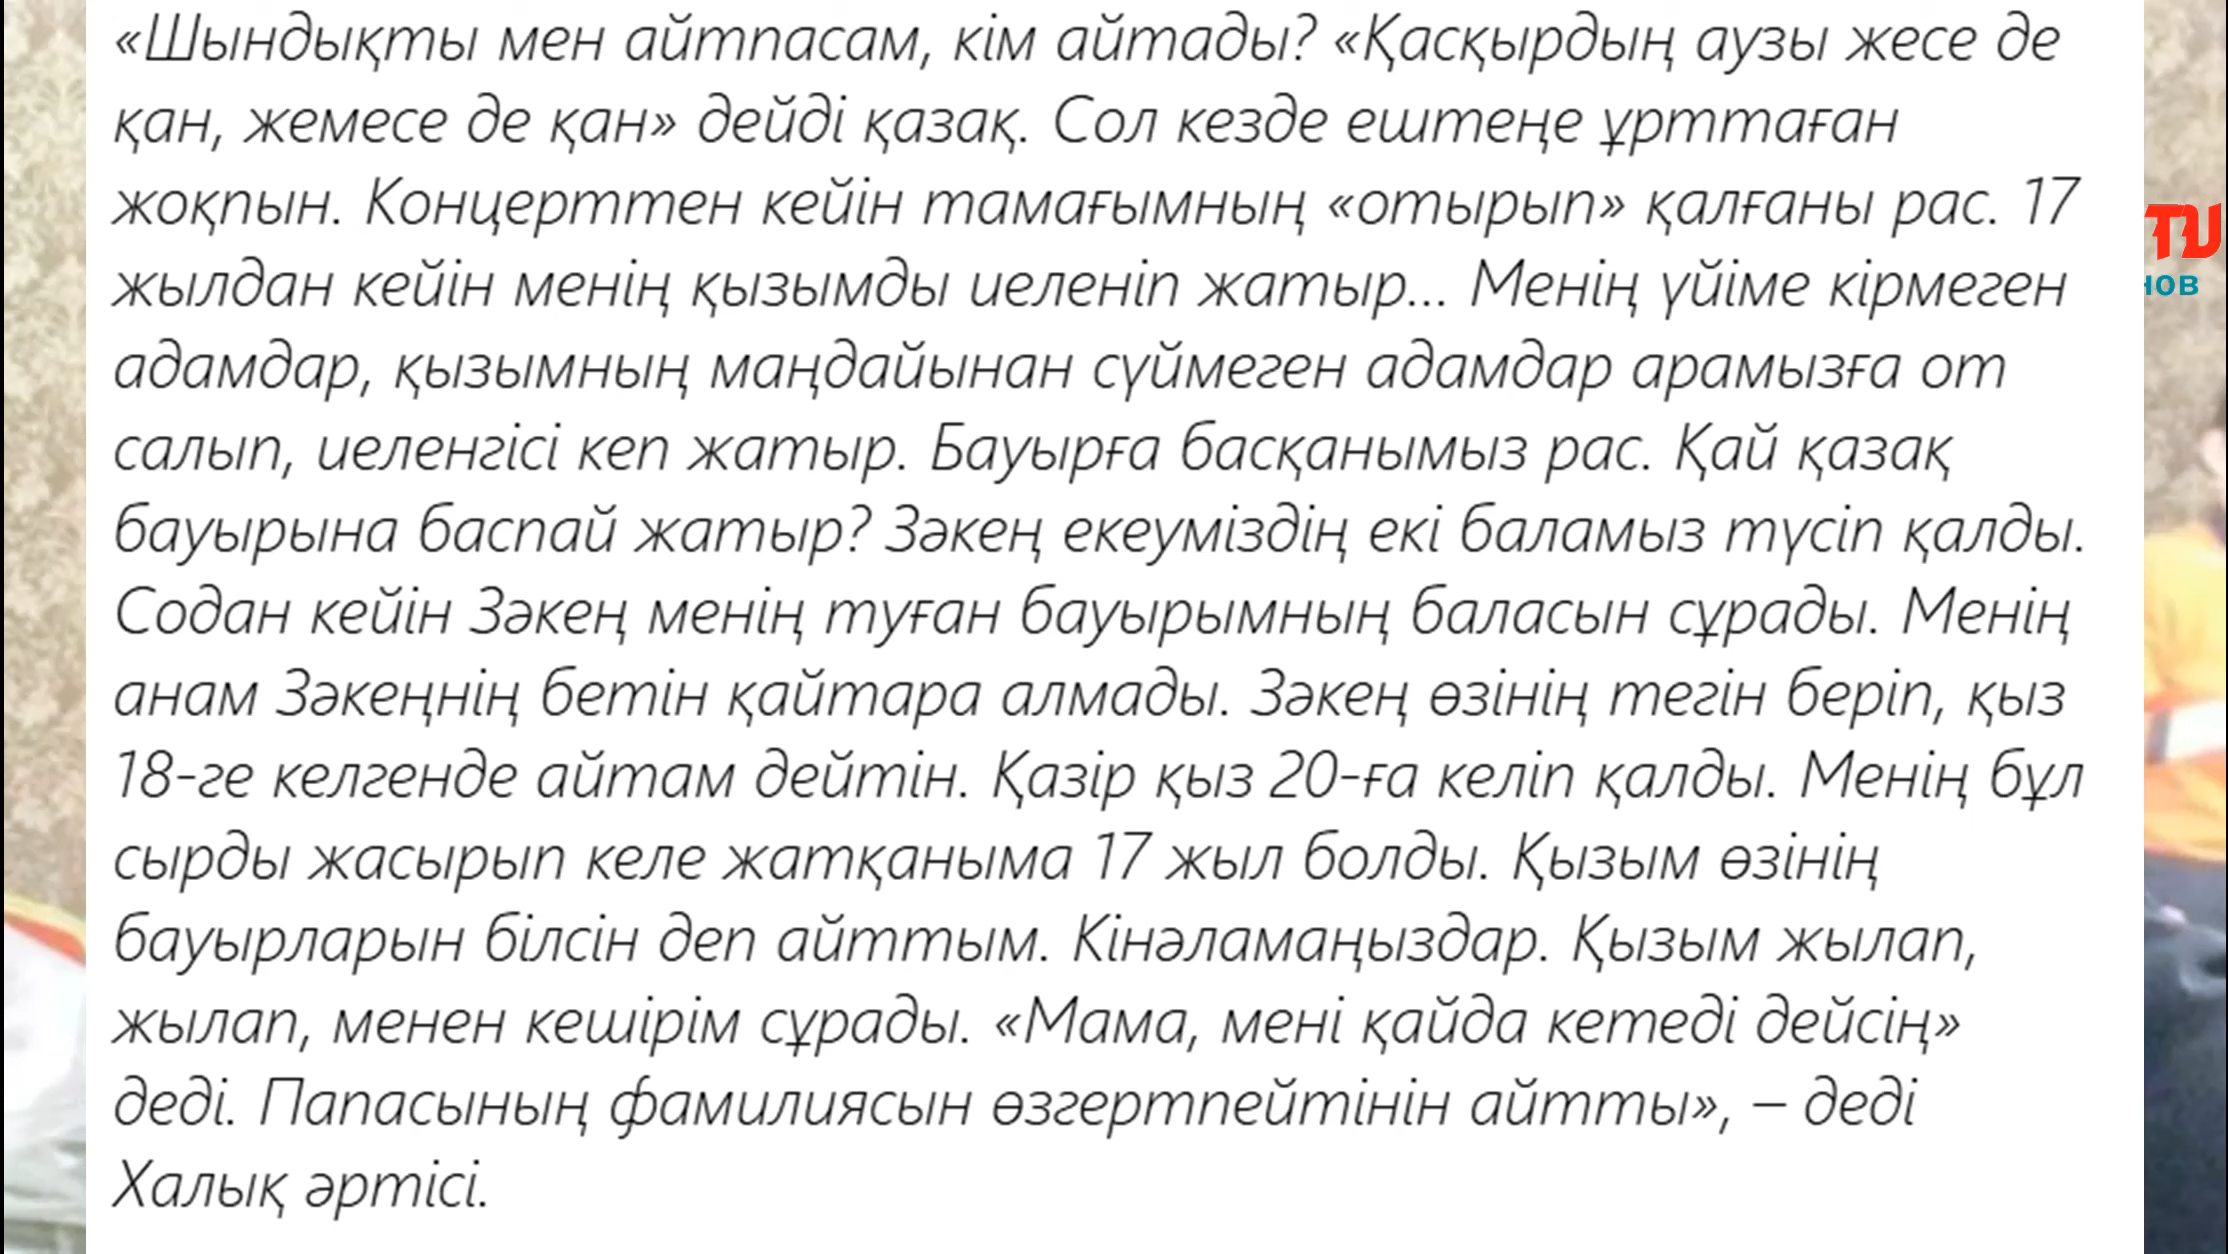 «Шындықты мен айтпасам, кім айтады? «Қасқырдың аузы жесе де
қан, жемесе де қан» дейді қазақ. Сол кезде ештеңе ұрттаған
жоқпын. Концерттен кейін тамағымның «отырып» қалғаны рас. 17
жылдан кейін менің қызымды иеленіп жатыр... Менің үйіме кірмеген
адамдар, қызымның маңдайынан сүймеген адамдар арамызға от
салып, иеленгісі кеп жатыр. Бауырға басқанымыз рас. Қай қазақ
бауырына баспай жатыр? Зәкең екеуміздің екі баламыз түсіп қалды.
Содан кейін Зәкең менің туған бауырымның баласын сұрады. Менің
анам Зәкеңнің бетін қайтара алмады. Зәкең өзінің тегін беріп, қыз
18-ге келгенде айтам дейтін. Қазір қыз 20-ға келіп қалды. Менің бұл
сырды жасырып келе жатқаныма 17 жыл болды. Қызым өзінің
бауырларын білсін деп айттым. Кінәламаңыздар. Қызым жылап,
жылап, менен кешірім сұрады. «Мама, мені қайда кетеді дейсің»
деді. Папасының фамилиясын өзгертпейтінін айтты», – деді
Халық әртісі.
TV
нов